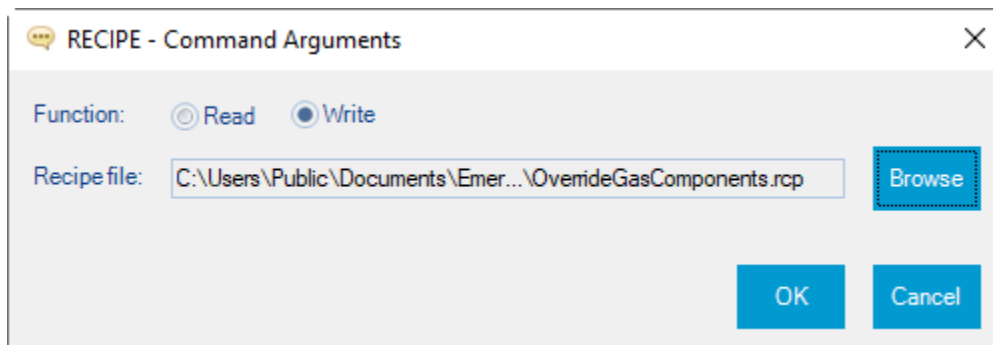 RECIPE - Command Arguments
Function: Read Write
Recipe file: C:\Users\Public\Documents\Emer...\OverrideGasComponents.rcp Browse
OK Cancel